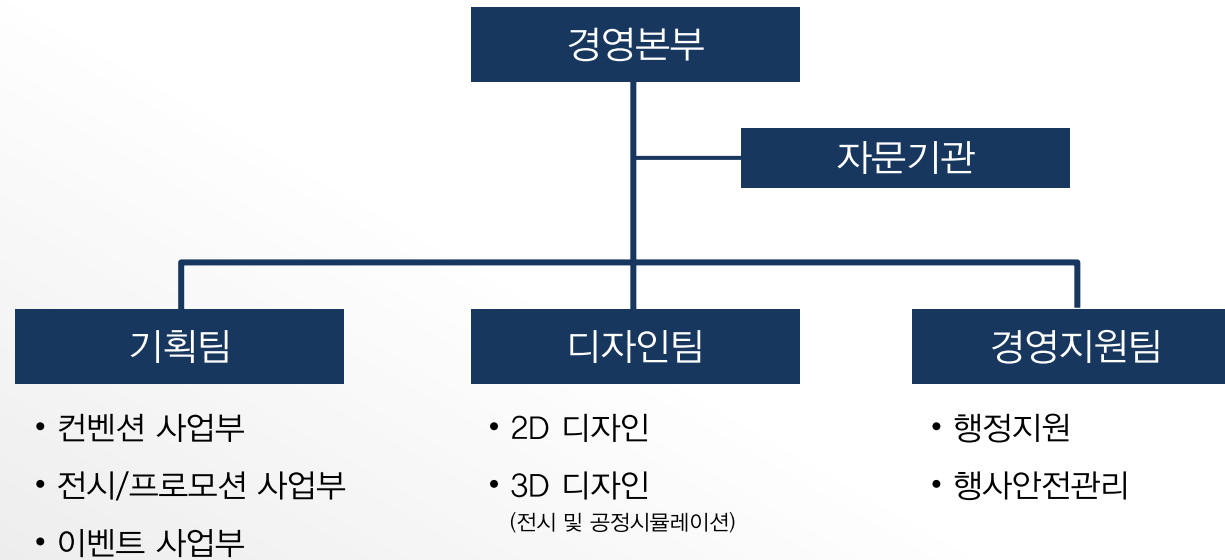 경영본부
자문기관
기획팀
• 컨벤션 사업부
• 전시/프로모션 사업부
• 이벤트 사업부
디자인팀
• 2D 디자인
• 3D 디자인
(전시 및 공정시뮬레이션)
경영지원팀
• 행정지원
• 행사안전관리